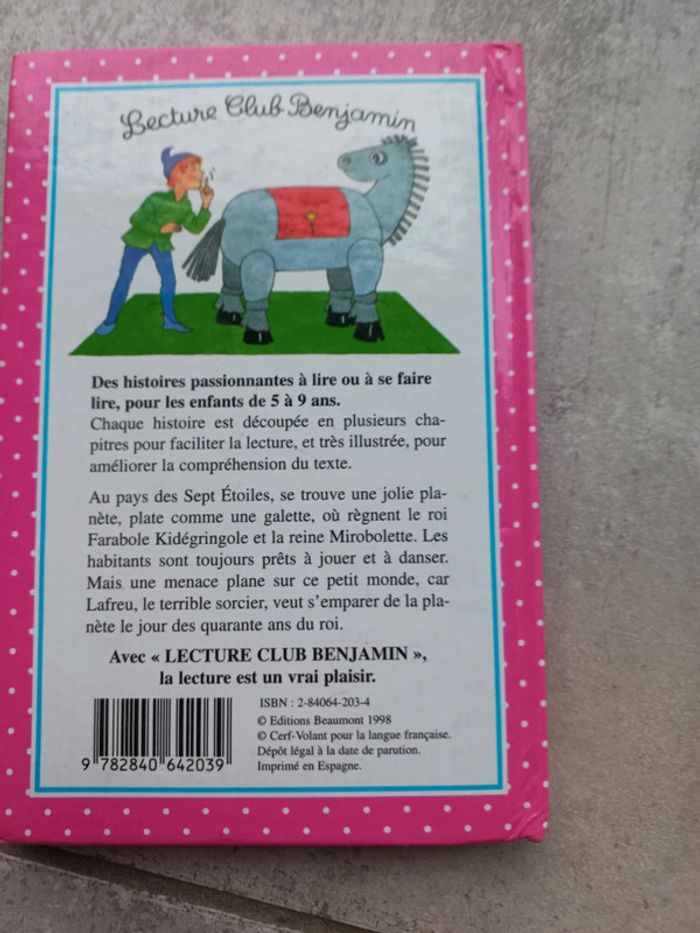 Lecture Club Benjamin
Des histoires passionnantes à lire ou à se faire
lire, pour les enfants de 5 à 9 ans.
Chaque histoire est découpée en plusieurs cha-
pitres pour faciliter la lecture, et très illustrée, pour
améliorer la compréhension du texte.
Au pays des Sept Étoiles, se trouve une jolie pla-
nète, plate comme une galette, où règnent le roi
Farabole Kidégringole et la reine Mirobolette. Les
habitants sont toujours prêts à jouer et à danser.
Mais une menace plane sur ce petit monde, car
Lafreu, le terrible sorcier, veut s'emparer de la pla-
nète le jour des quarante ans du roi.
Avec « LECTURE CLUB BENJAMIN »,
la lecture est un vrai plaisir.
ISBN : 2-84064-203-4
© Editions Beaumont 1998
© Cerf-Volant pour la langue française.
Dépôt légal à la date de parution.
Imprimé en Espagne.
9 782840 642039